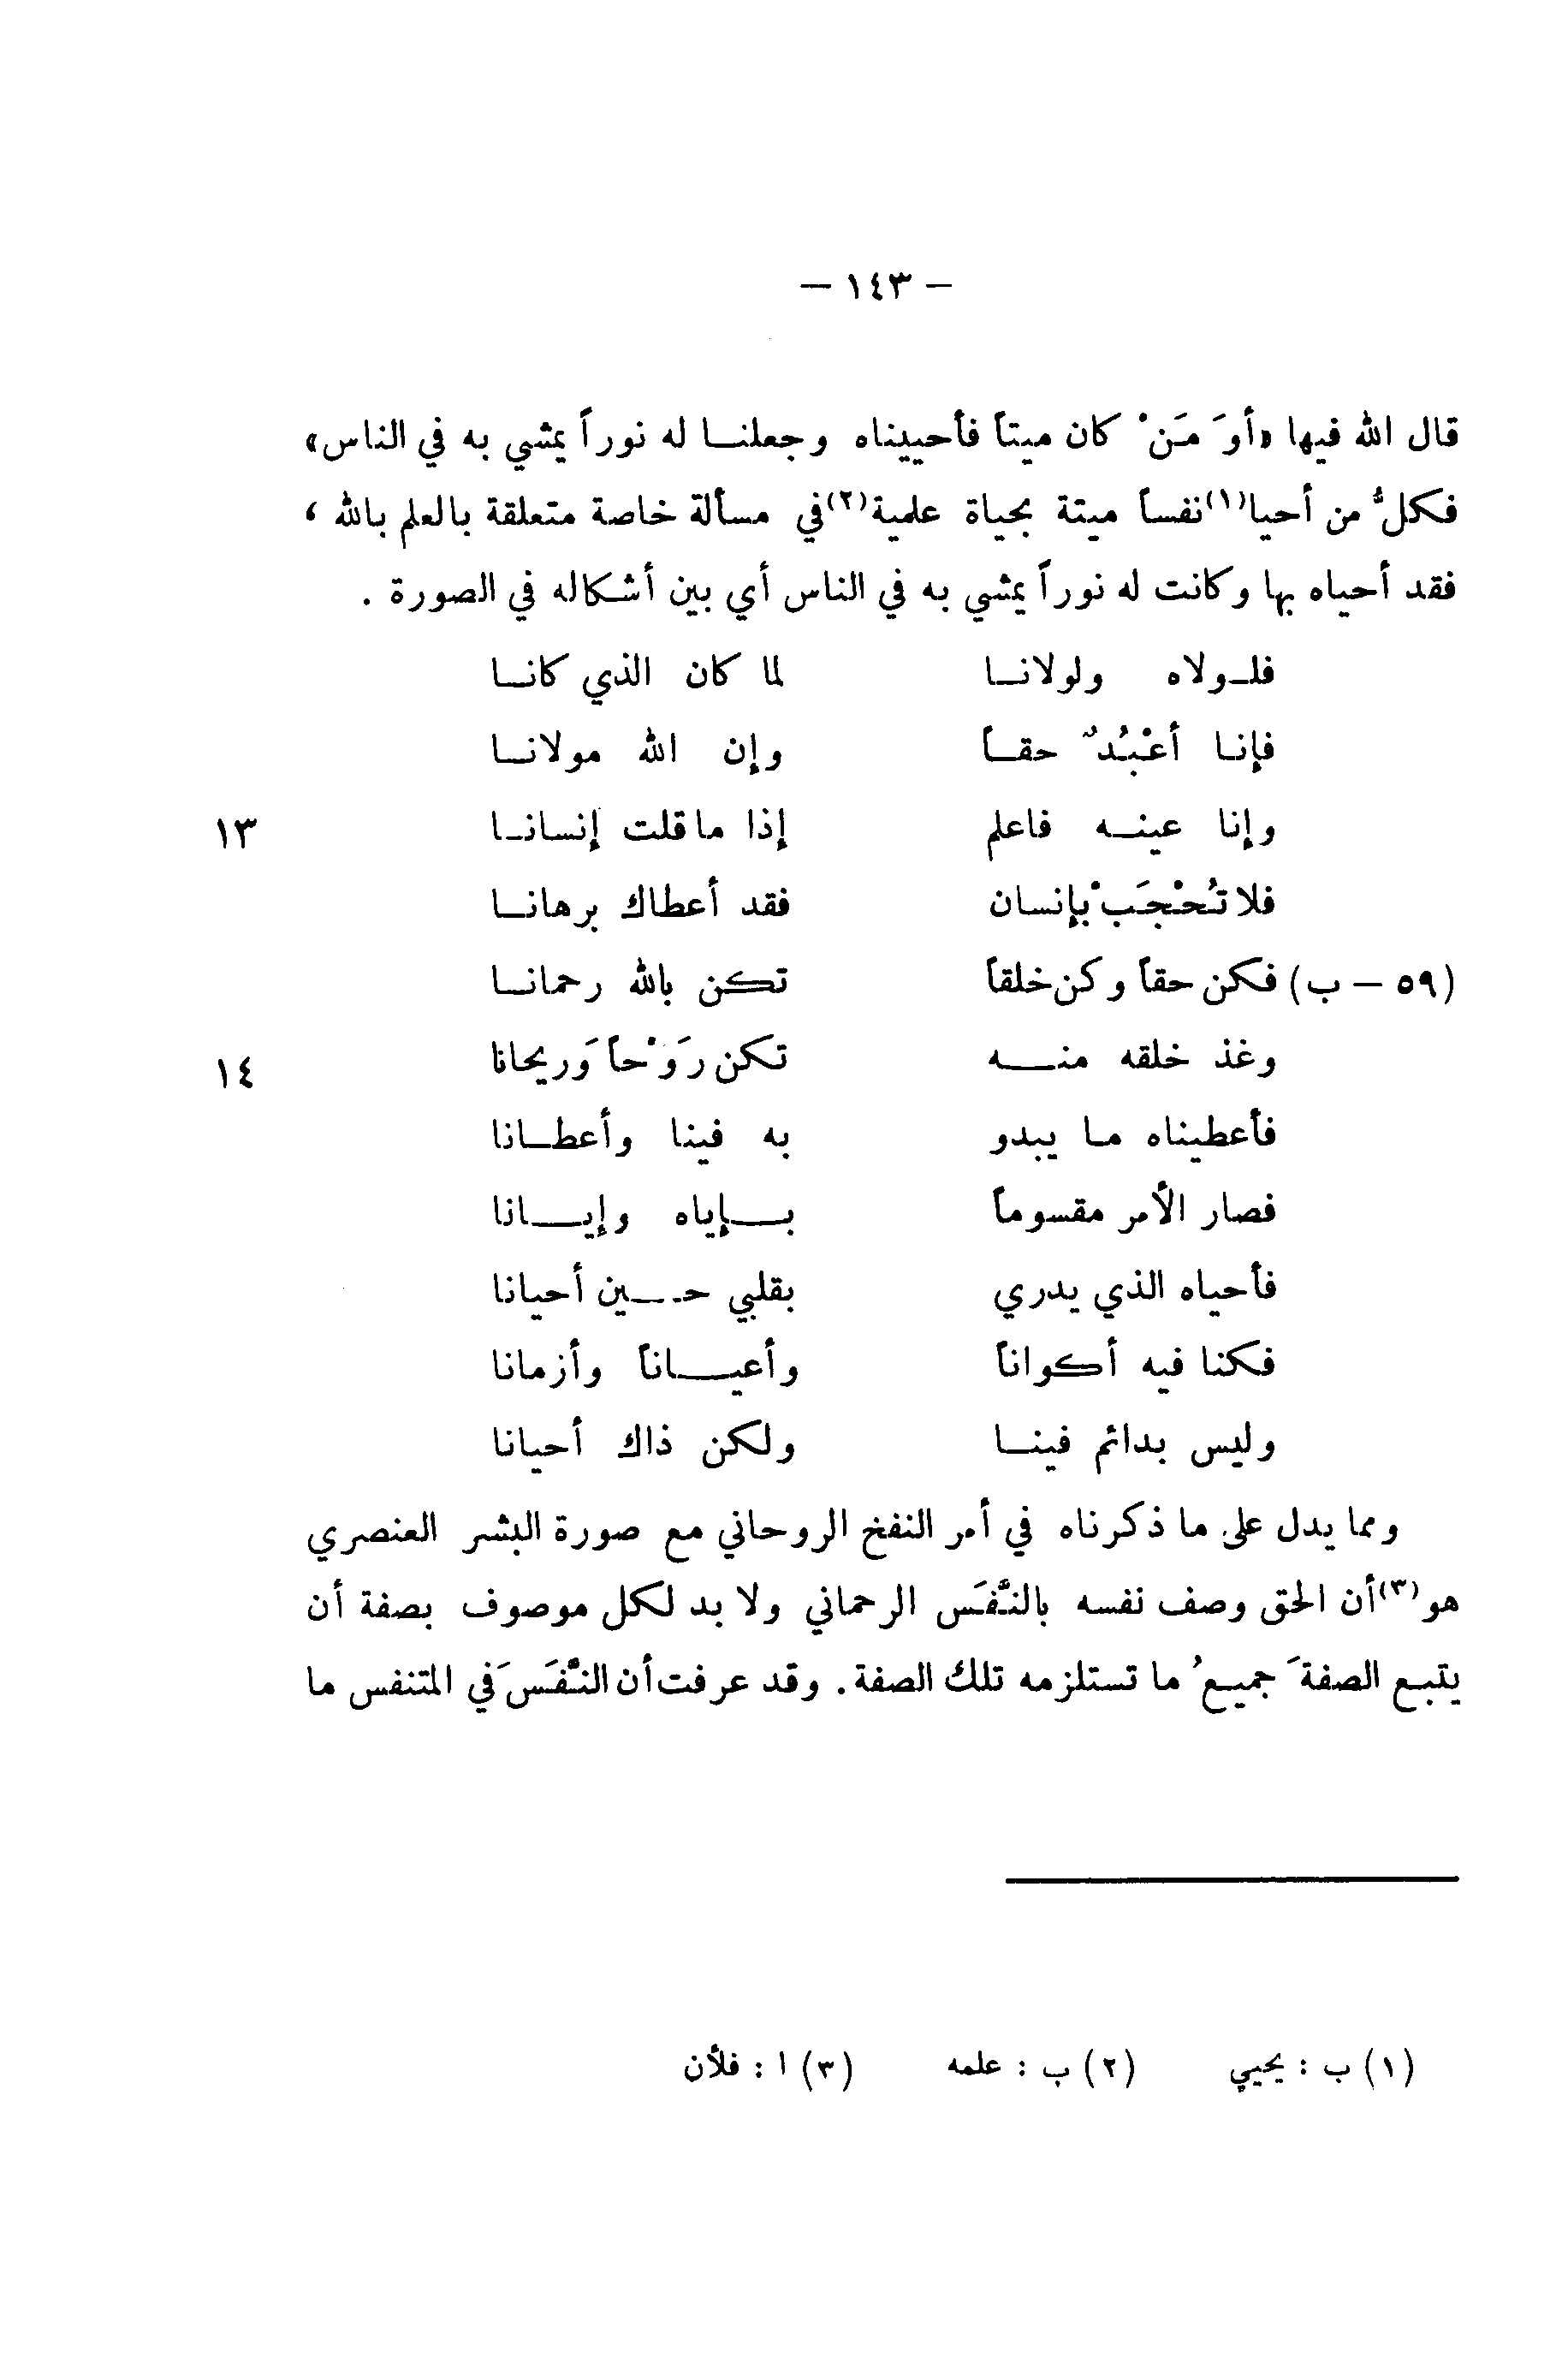 — ١٤٣ —
قال الله فيها «أوَ مَنْ كان ميتاً فأحييناه وجعلنا له نوراً يمشي به في الناس»
فكلُّ من أحيا(١) نفساً ميتة بحياة علمية(٢) في مسألة خاصة متعلقة بالعلم بالله ،
فقد أحياه بها وكانت له نوراً يمشي به في الناس أي بين أشكاله في الصورة .
فلولاه ولولانا لما كان الذي كانا
فإنا أعْبُدٌ حقاً وإن الله مولانا
وإنا عينه فاعلم إذا ما قلت إنسانا ١٣
فلا تُحْجَبْ بإنسان فقد أعطاك برهانا
(٥٩ – ب) فكن حقاً وكن خلقاً تكن بالله رحمانا
وغذ خلقه منه تكن رَوْحاً وَريحانا ١٤
فأعطيناه ما يبدو به فينا وأعطانا
فصار الأمر مقسوماً بإياه وإيانا
فأحياه الذي يدري بقلبي حين أحيانا
فكنا فيه أكواناً وأعياناً وأزمانا
وليس بدائم فينا ولكن ذاك أحيانا
ومما يدل على ما ذكرناه في أمر النفخ الروحاني مع صورة البشر العنصري
هو(٣) أن الحق وصف نفسه بالنَّفَس الرحماني ولا بد لكل موصوف بصفة أن
يتبع الصفةَ جميعُ ما تستلزمه تلك الصفة . وقد عرفت أن النَّفَسَ في المتنفس ما
(١) ب : يحيي (٢) ب : علمه (٣) ا : فلأن